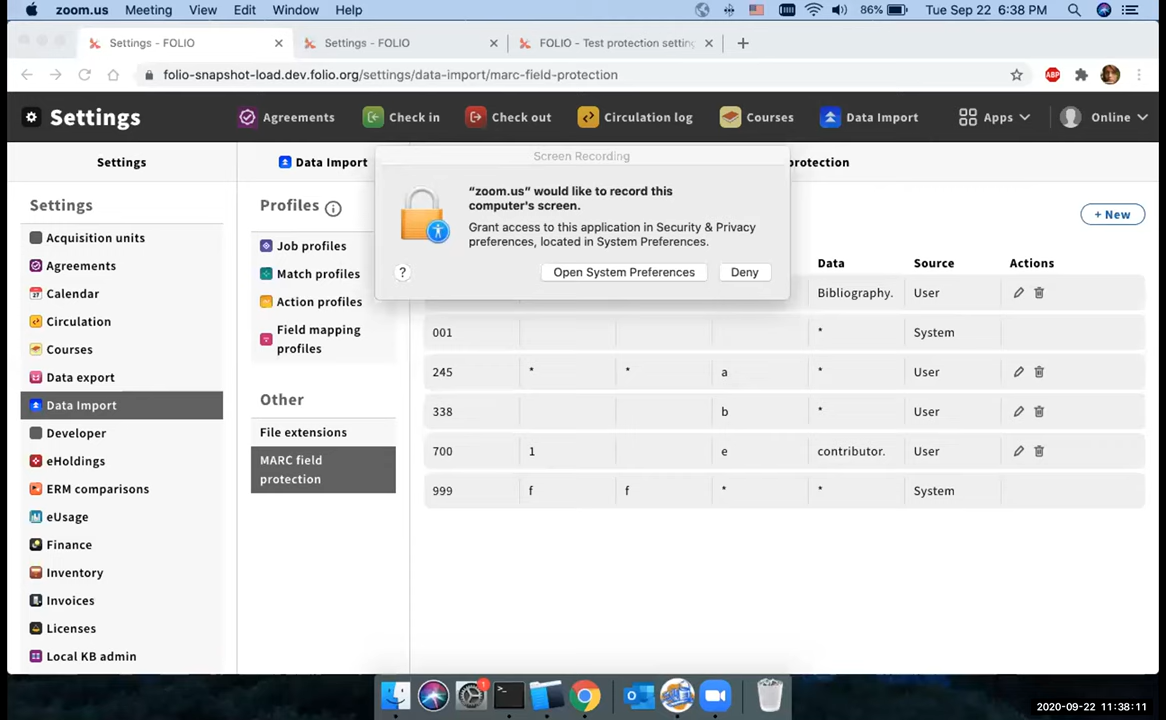 zoom.us Meeting View Edit Window Help 86% Tue Sep 22 6:38 PM
Settings - FOLIO Settings - FOLIO FOLIO - Test protection setting
folio-snapshot-load.dev.folio.org/settings/data-import/marc-field-protection ABP
Settings Agreements Check in Check out Circulation log Courses Data Import Apps Online
Settings Data Import protection
Screen Recording
"zoom.us" would like to record this
computer's screen.
Grant access to this application in Security & Privacy
preferences, located in System Preferences.
? Open System Preferences Deny
Settings
Acquisition units
Agreements
Calendar
Circulation
Courses
Data export
Data Import
Developer
eHoldings
ERM comparisons
eUsage
Finance
Inventory
Invoices
Licenses
Local KB admin
Profiles
Job profiles
Match profiles
Action profiles
Field mapping
profiles
Other
File extensions
MARC field
protection
+ New
Data Source Actions
Bibliography. User
001 * System
245 * * a * User
338 b * User
700 1 e contributor. User
999 f f * * System
1
2020-09-22 11:38:11